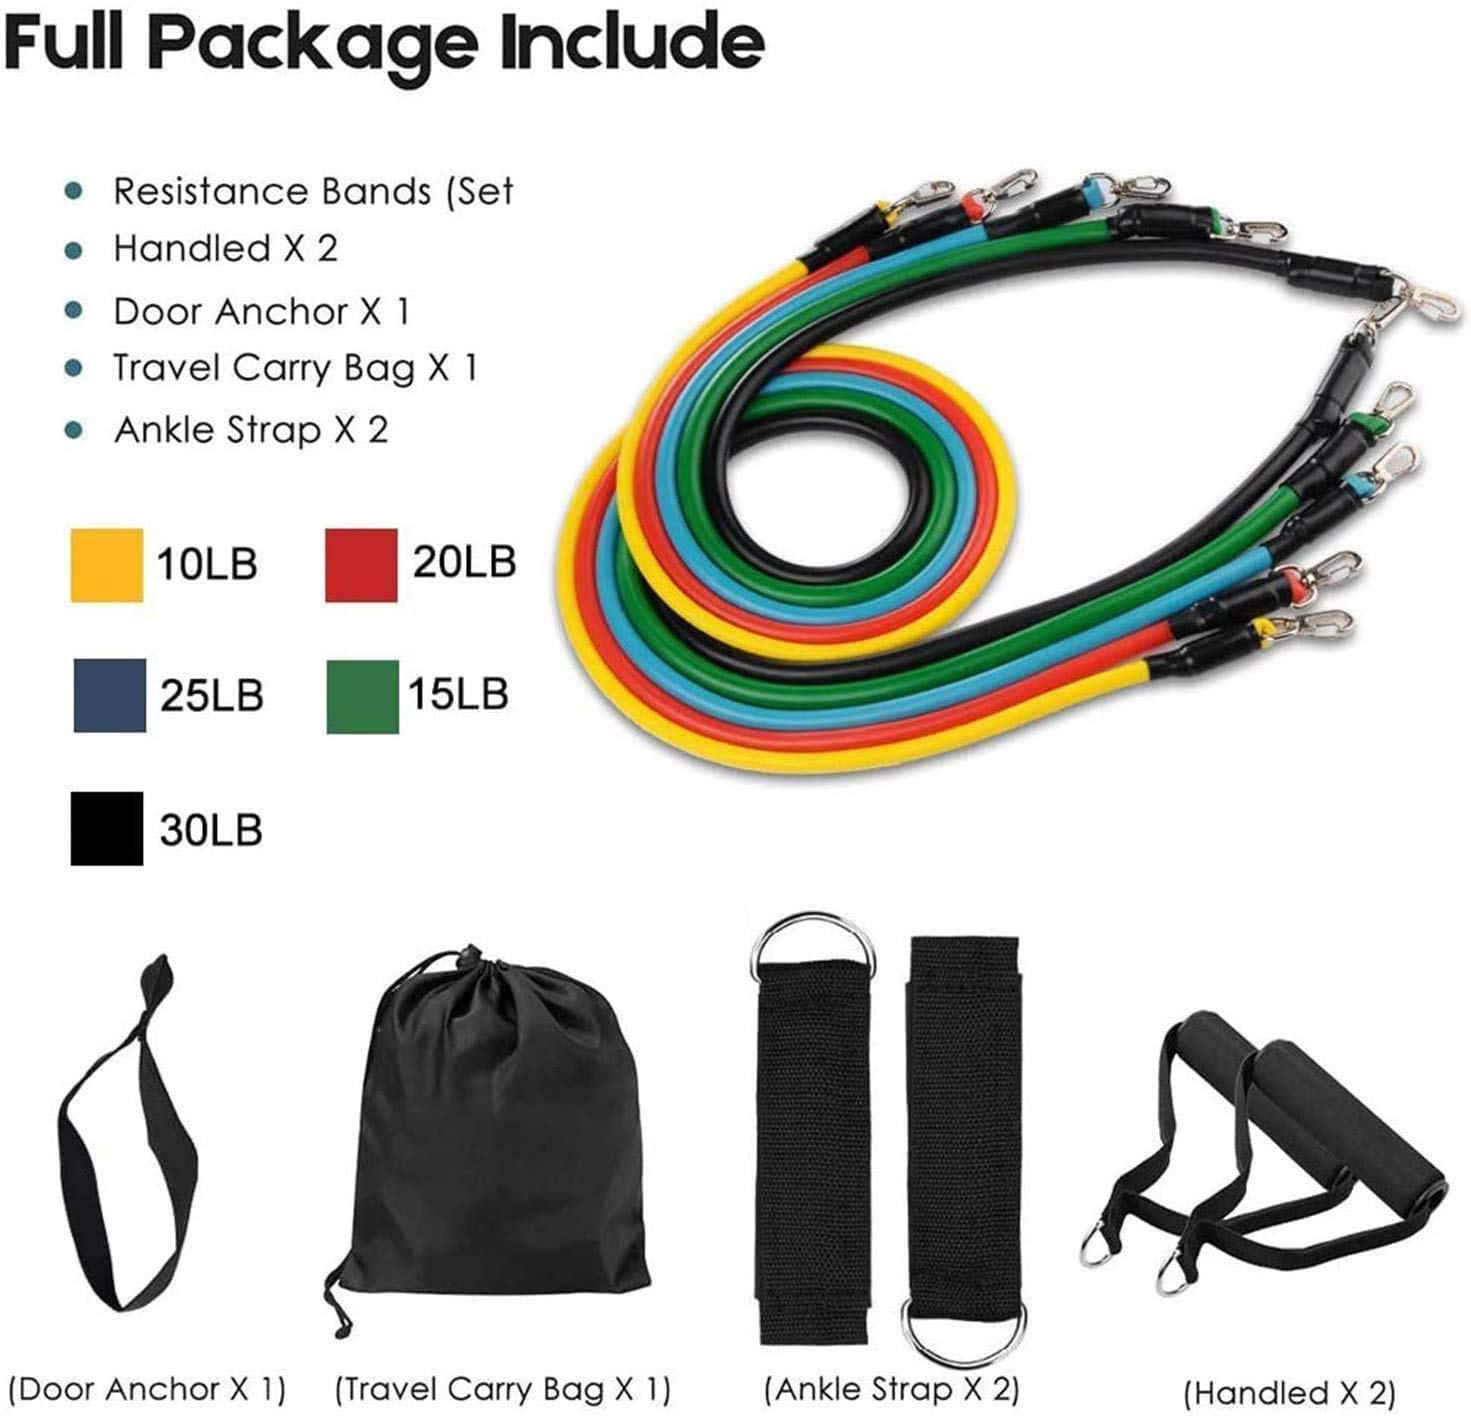 Full Package Include
Resistance Bands (Set
Handled X 2
Door Anchor X 1
Travel Carry Bag X 1
Ankle Strap X 2
10LB
20LB
25LB
15LB
30LB
(Door Anchor X 1)
(Travel Carry Bag X 1)
(Ankle Strap X 2)
(Handled X 2)